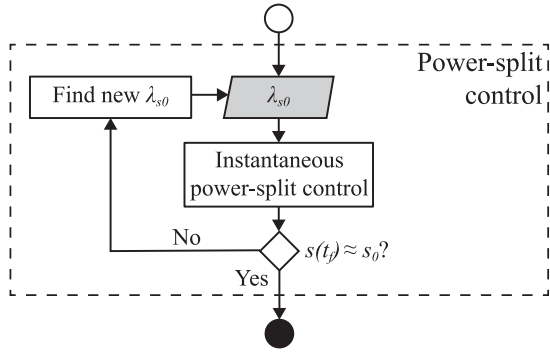 Power-split
control
Find new λs0
λs0
Instantaneous
power-split control
No
s(tf) ≈ s0?
Yes